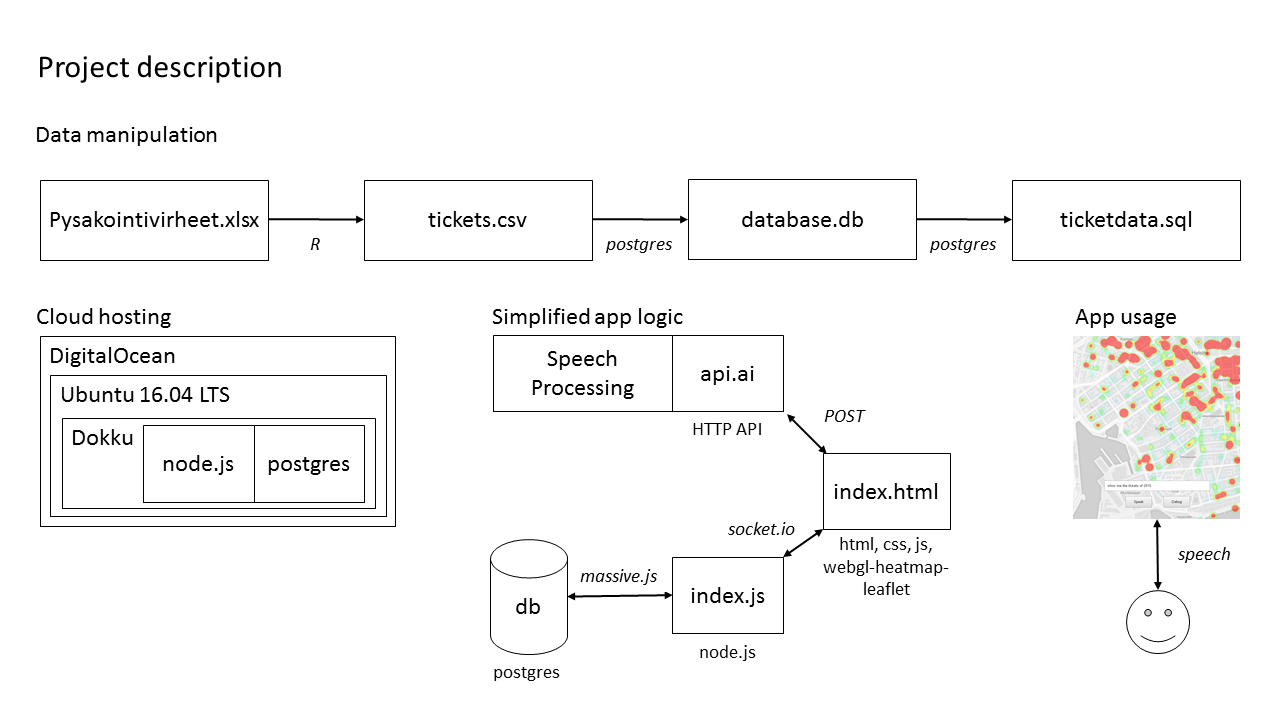 Project description
Data manipulation
Pysakointivirheet.xlsx
R
tickets.csv
postgres
database.db
postgres
ticketdata.sql
Cloud hosting
DigitalOcean
Ubuntu 16.04 LTS
Dokku
node.js
postgres
Simplified app logic
Speech
Processing
api.ai
HTTP API
POST
index.html
html, css, js,
webgl-heatmap-
leaflet
socket.io
index.js
node.js
massive.js
db
postgres
App usage
show me the tickets of 2015
Speak
Debug
speech